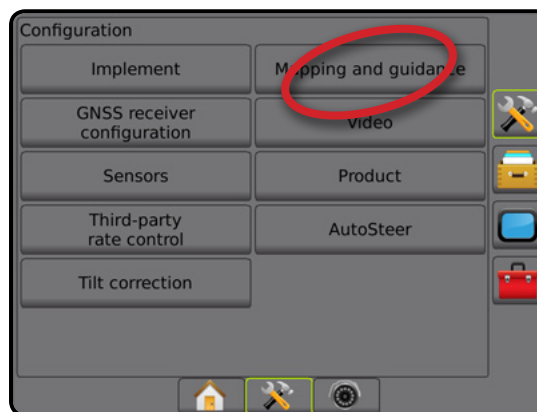 Configuration
Implement
Mapping and guidance
GNSS receiver
configuration
Video
Sensors
Product
Third-party
rate control
AutoSteer
Tilt correction